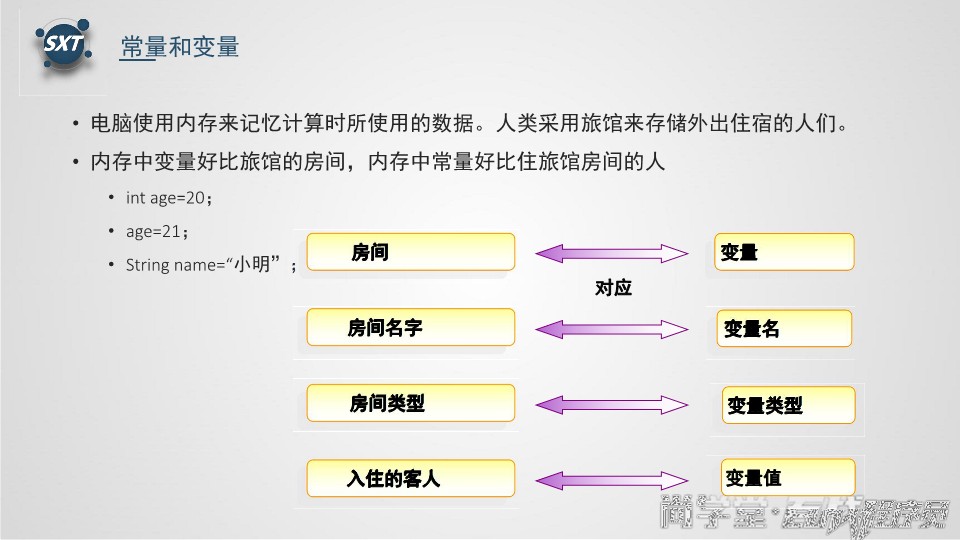 SXT
常量和变量
• 电脑使用内存来记忆计算时所使用的数据。人类采用旅馆来存储外出住宿的人们。
• 内存中变量好比旅馆的房间，内存中常量好比住旅馆房间的人
• int age=20；
• age=21；
• String name=“小明”；
房间
变量
对应
房间名字
变量名
房间类型
变量类型
入住的客人
变量值
尚学堂·